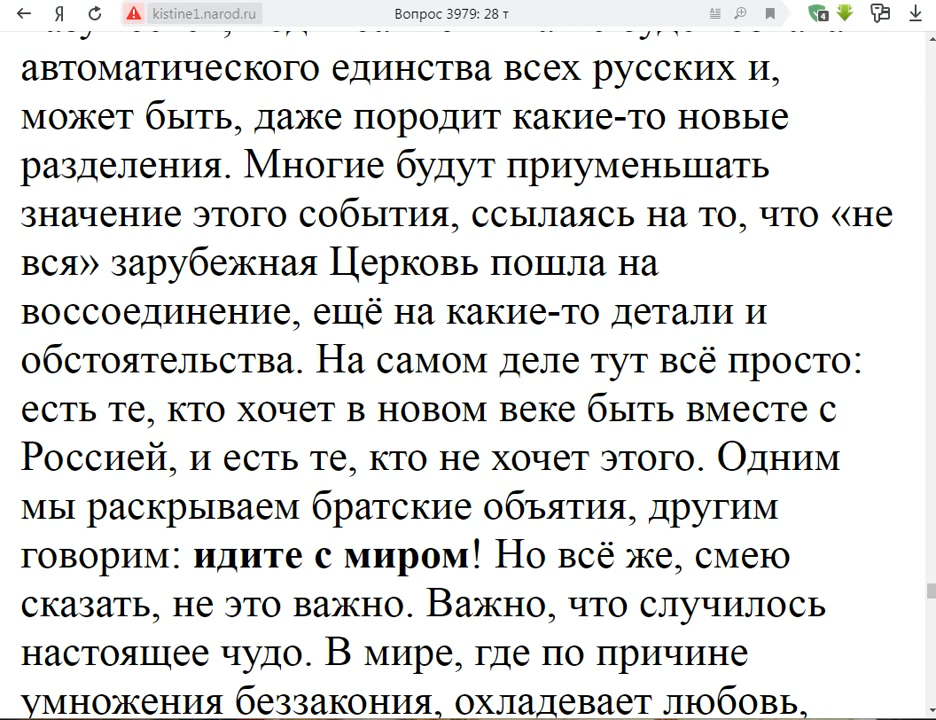 kistine1.narod.ru
Вопрос 3979: 28 т
4
автоматического единства всех русских и,
может быть, даже породит какие-то новые
разделения. Многие будут приуменьшать
значение этого события, ссылаясь на то, что «не
вся» зарубежная Церковь пошла на
воссоединение, ещё на какие-то детали и
обстоятельства. На самом деле тут всё просто:
есть те, кто хочет в новом веке быть вместе с
Россией, и есть те, кто не хочет этого. Одним
мы раскрываем братские объятия, другим
говорим: идите с миром! Но всё же, смею
сказать, не это важно. Важно, что случилось
настоящее чудо. В мире, где по причине
умножения беззакония, охладевает любовь,